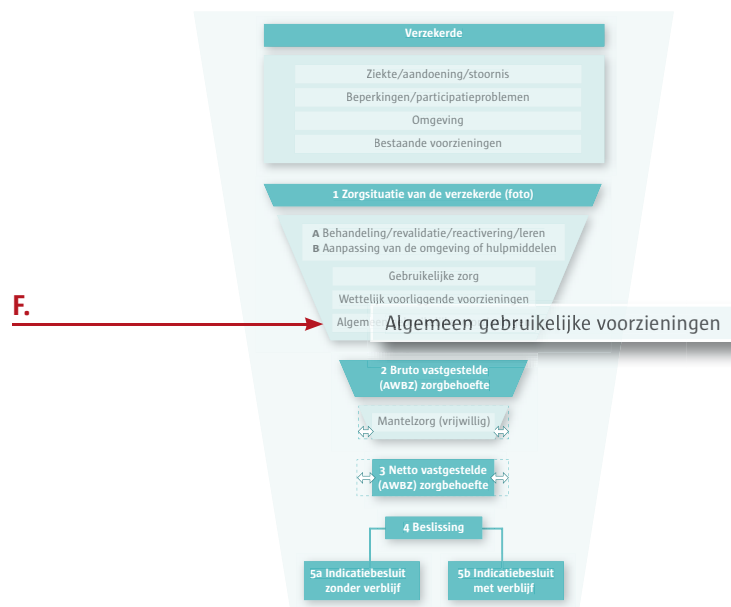 Verzekerde
Ziekte/aandoening/stoornis
Beperkingen/participatieproblemen
Omgeving
Bestaande voorzieningen
1 Zorgsituatie van de verzekerde (foto)
A Behandeling/revalidatie/reactivering/leren
B Aanpassing van de omgeving of hulpmiddelen
Gebruikelijke zorg
Wettelijk voorliggende voorzieningen
F.
Algemeen gebruikelijke voorzieningen
2 Bruto vastgestelde
(AWBZ) zorgbehoefte
Mantelzorg (vrijwillig)
3 Netto vastgestelde
(AWBZ) zorgbehoefte
4 Beslissing
5a Indicatiebesluit
zonder verblijf
5b Indicatiebesluit
met verblijf